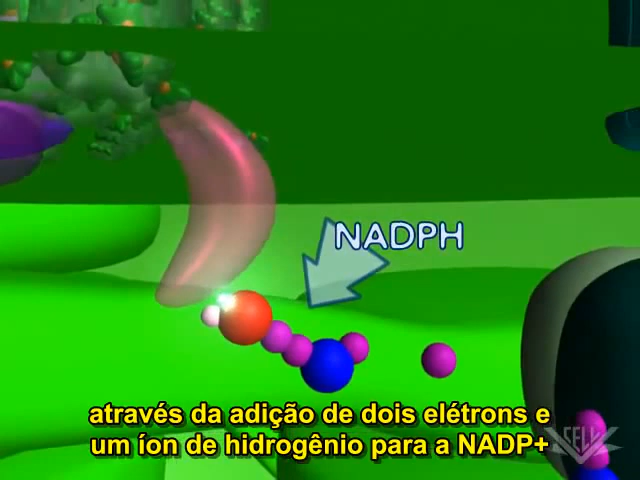 NADPH
através da adição de dois elétrons e
um íon de hidrogênio para a NADP+